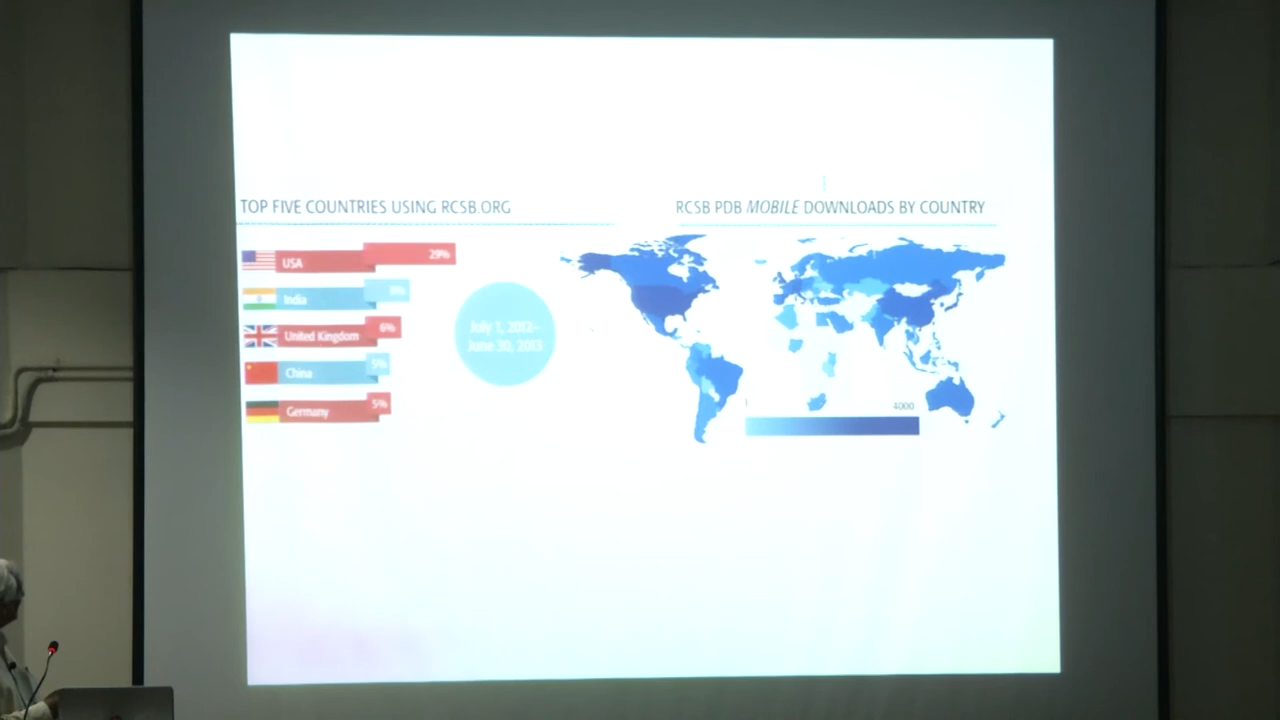 TOP FIVE COUNTRIES USING RCSB.ORG
USA 29%
India
United Kingdom 6%
China 5%
Germany 5%
July 1, 2012–
June 30, 2013
RCSB PDB MOBILE DOWNLOADS BY COUNTRY
4000